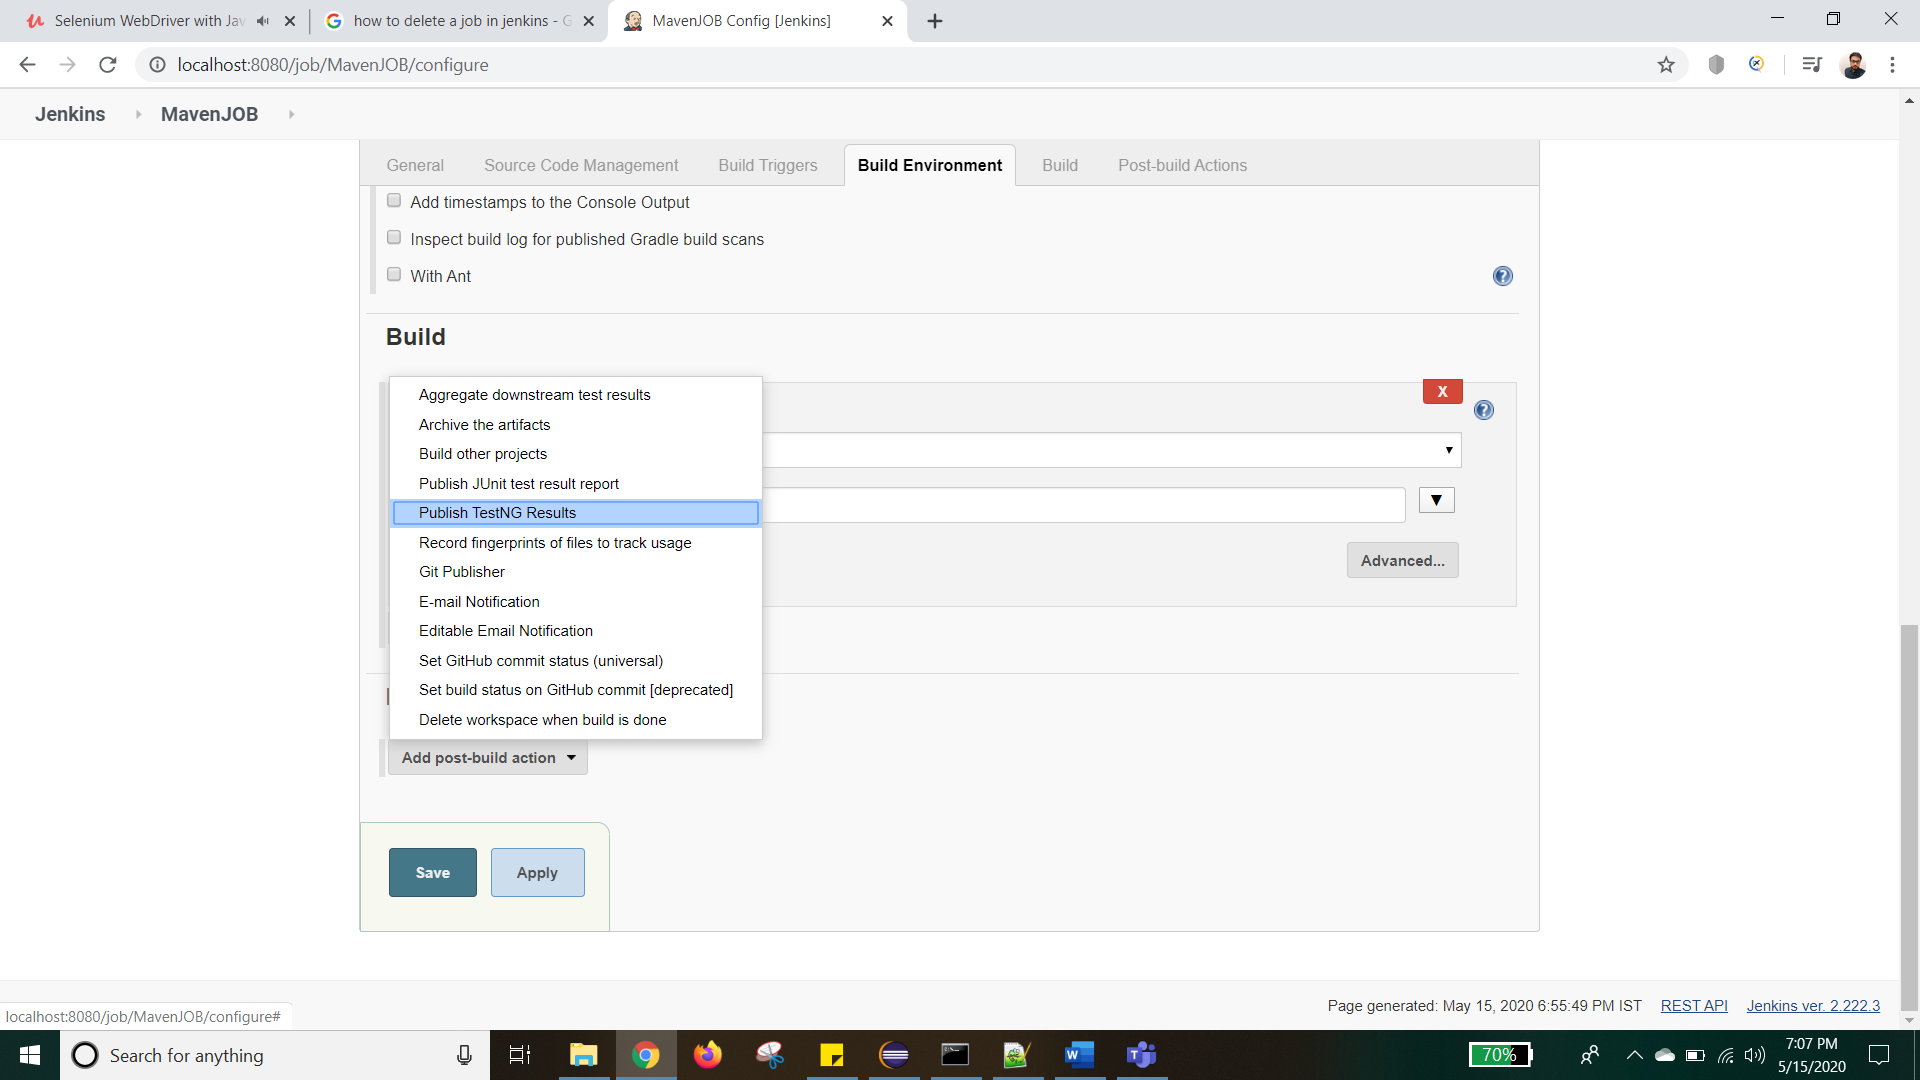 Selenium WebDriver with Jav
how to delete a job in jenkins - G
MavenJOB Config [Jenkins]
localhost:8080/job/MavenJOB/configure
Jenkins
MavenJOB
General
Source Code Management
Build Triggers
Build Environment
Build
Post-build Actions
Add timestamps to the Console Output
Inspect build log for published Gradle build scans
With Ant
Build
X
Aggregate downstream test results
Archive the artifacts
Build other projects
Publish JUnit test result report
Publish TestNG Results
Record fingerprints of files to track usage
Advanced...
Git Publisher
E-mail Notification
Editable Email Notification
Set GitHub commit status (universal)
Set build status on GitHub commit [deprecated]
Delete workspace when build is done
Add post-build action
Save
Apply
Page generated: May 15, 2020 6:55:49 PM IST
REST API
Jenkins ver. 2.222.3
localhost:8080/job/MavenJOB/configure#
Search for anything
70%
7:07 PM
5/15/2020